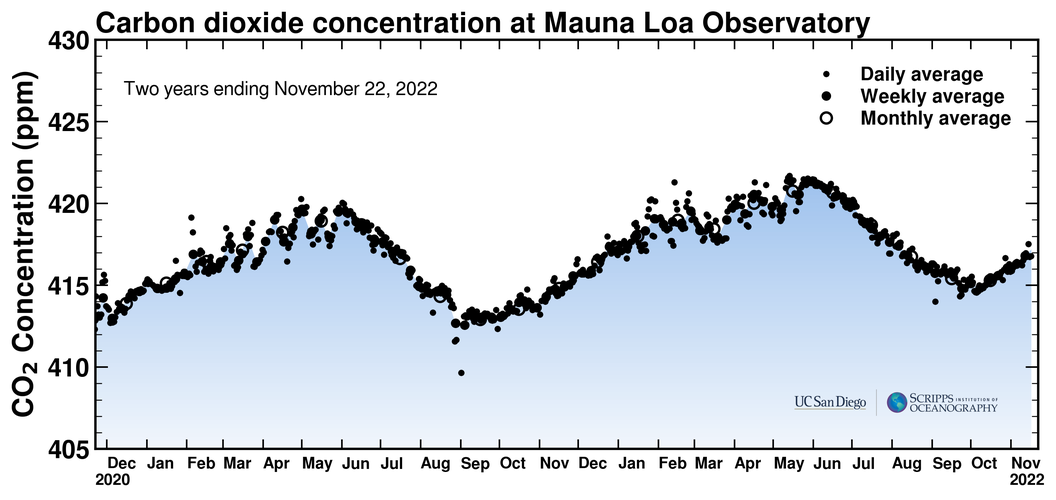 Carbon dioxide concentration at Mauna Loa Observatory
Two years ending November 22, 2022
Daily average
Weekly average
Monthly average
CO₂ Concentration (ppm)
430
425
420
415
410
405
UC San Diego
SCRIPPS INSTITUTION OF
OCEANOGRAPHY
Dec Jan Feb Mar Apr May Jun Jul Aug Sep Oct Nov Dec Jan Feb Mar Apr May Jun Jul Aug Sep Oct Nov
2020 2022